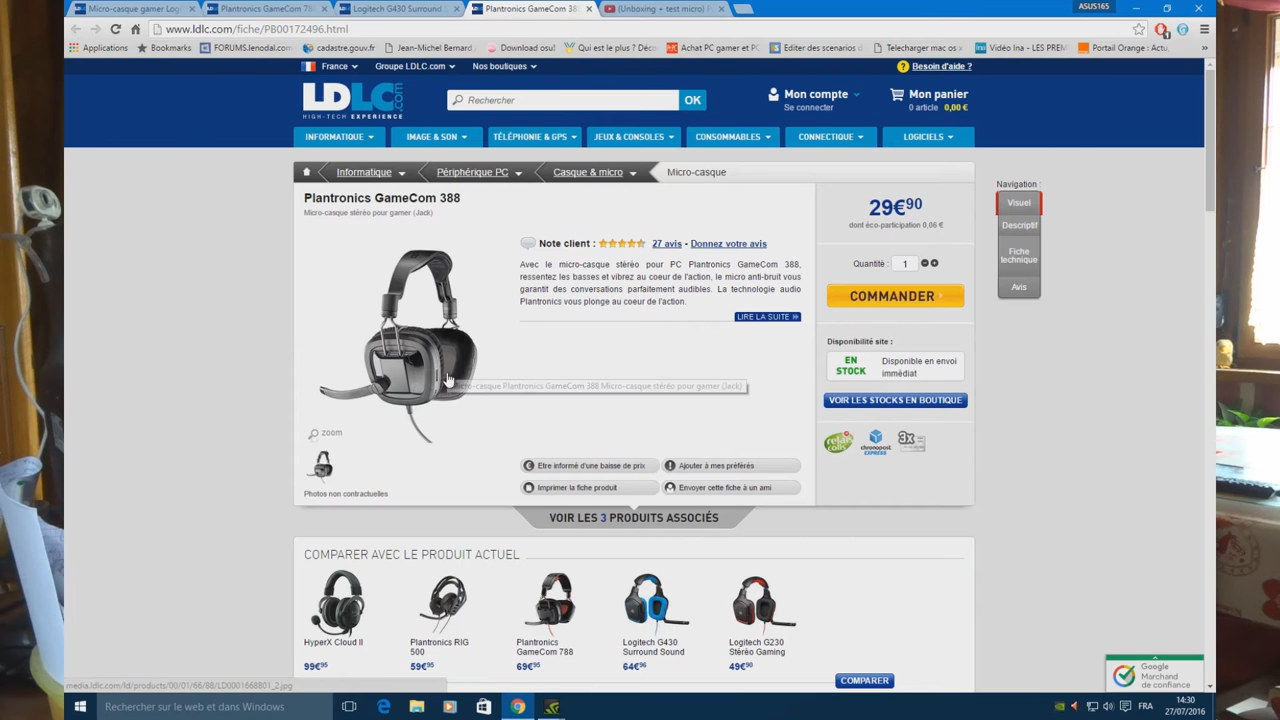 Micro-casque gamer Logi
Plantronics GameCom 78
Logitech G430 Surround S
Plantronics GameCom 388
(Unboxing + test micro) P
ASUS165
www.ldlc.com/fiche/PB00172496.html
Applications
Bookmarks
FORUMS.lenodal.com
cadastre.gouv.fr
Jean-Michel Bernard
Download osu!
Qui est le plus ? Déco
Achat PC gamer et PC
Editer des scenarios d
Telecharger mac os x
Vidéo Ina - LES PREM
Portail Orange : Actu,
France
Groupe LDLC.com
Nos boutiques
Besoin d'aide ?
LDLC.com
HIGH-TECH EXPERIENCE
Rechercher
OK
Mon compte
Se connecter
Mon panier
0 article 0,00 €
INFORMATIQUE
IMAGE & SON
TÉLÉPHONIE & GPS
JEUX & CONSOLES
CONSOMMABLES
CONNECTIQUE
LOGICIELS
Informatique
Périphérique PC
Casque & micro
Micro-casque
Plantronics GameCom 388
Micro-casque stéréo pour gamer (Jack)
Note client :
27 avis • Donnez votre avis
Avec le micro-casque stéréo pour PC Plantronics GameCom 388,
ressentez les basses et vibrez au coeur de l'action, le micro anti-bruit vous
garantit des conversations parfaitement audibles. La technologie audio
Plantronics vous plonge au coeur de l'action.
LIRE LA SUITE »
Micro-casque Plantronics GameCom 388 Micro-casque stéréo pour gamer (Jack)
zoom
Photos non contractuelles
Etre informé d'une baisse de prix
Ajouter à mes préférés
Imprimer la fiche produit
Envoyer cette fiche à un ami
29€90
dont éco-participation 0,06 €
Quantité : 1
COMMANDER
Disponibilité site :
EN STOCK
Disponible en envoi
immédiat
VOIR LES STOCKS EN BOUTIQUE
relais colis
chronopost
EXPRESS
3x
Navigation :
Visuel
Descriptif
Fiche
technique
Avis
VOIR LES 3 PRODUITS ASSOCIÉS
COMPARER AVEC LE PRODUIT ACTUEL
HyperX Cloud II
99€95
Plantronics RIG
500
59€95
Plantronics
GameCom 788
69€95
Logitech G430
Surround Sound
64€96
Logitech G230
Stéréo Gaming
49€90
COMPARER
Google
Marchand
de confiance
media.ldlc.com/ld/products/00/01/66/88/LD0001668801_2.jpg
Rechercher sur le web et dans Windows
FRA
14:30
27/07/2016